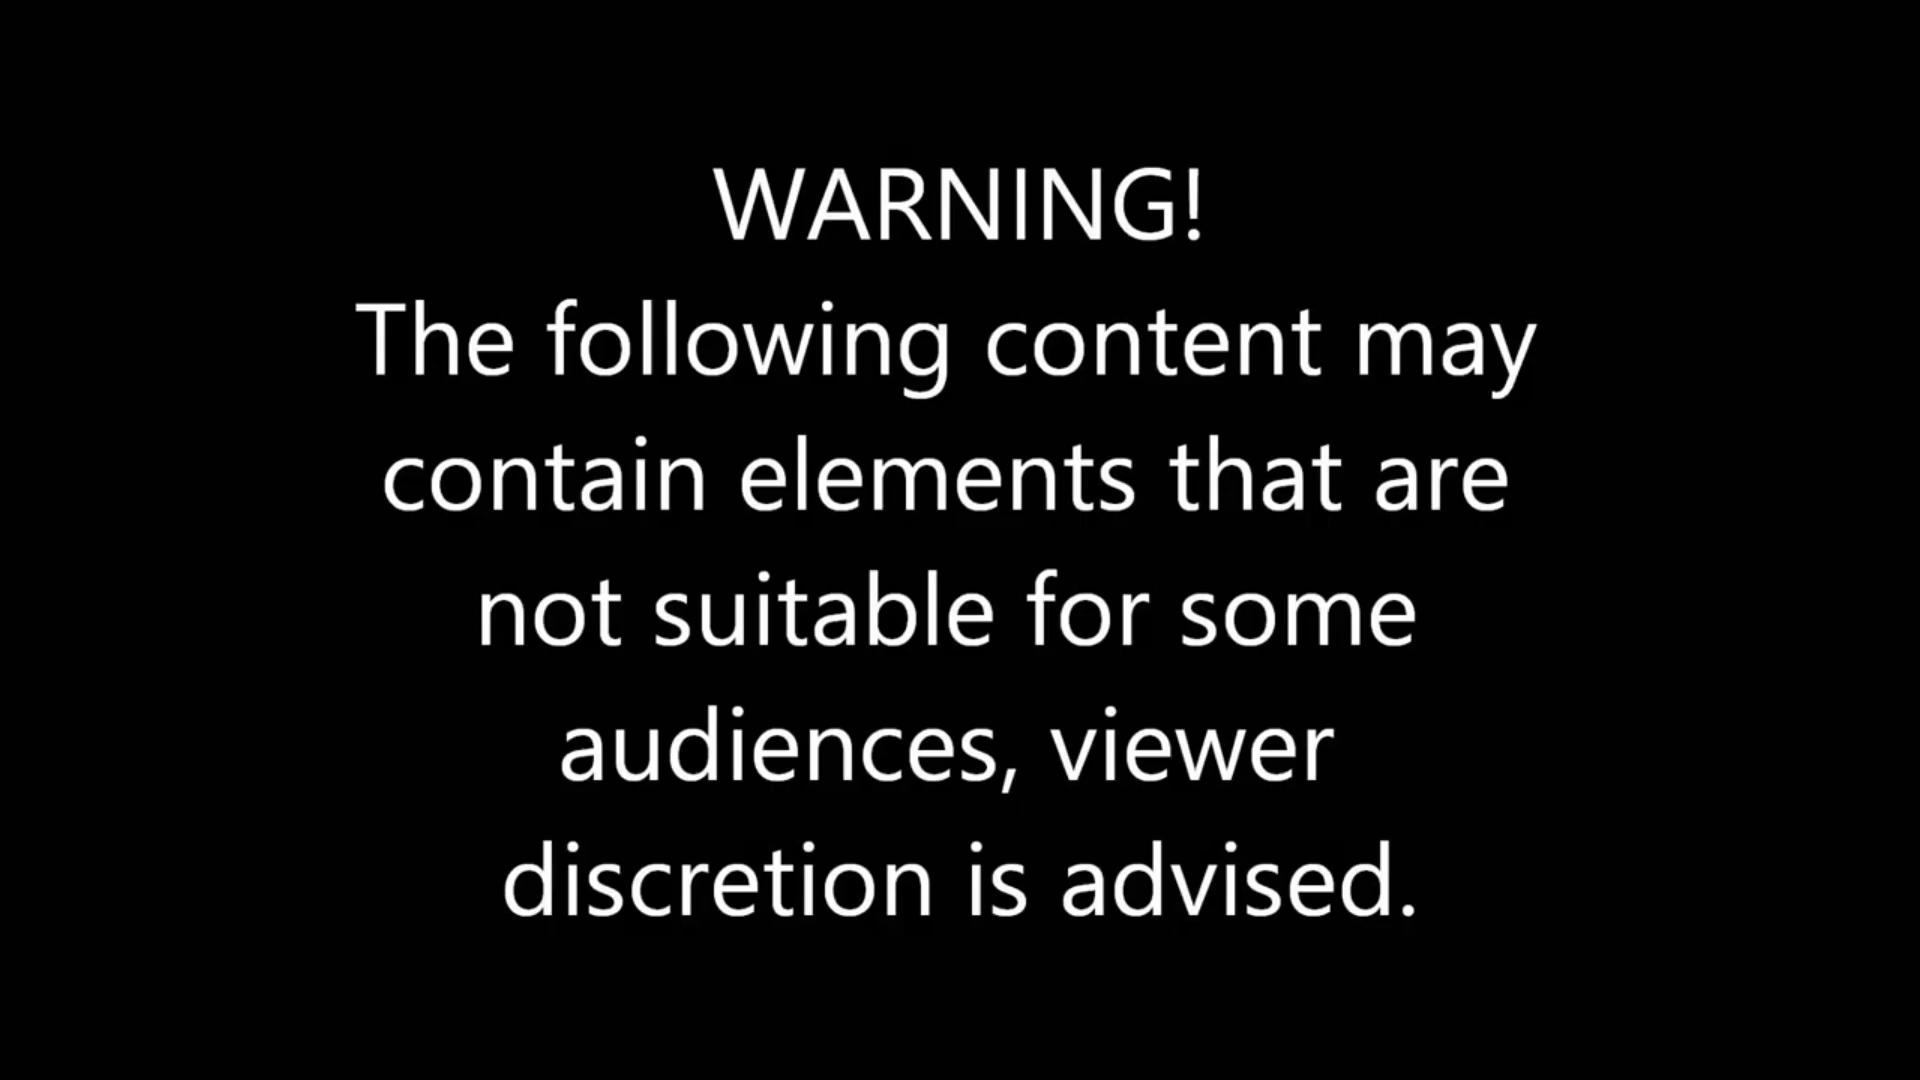 WARNING!
The following content may
contain elements that are
not suitable for some
audiences, viewer
discretion is advised.